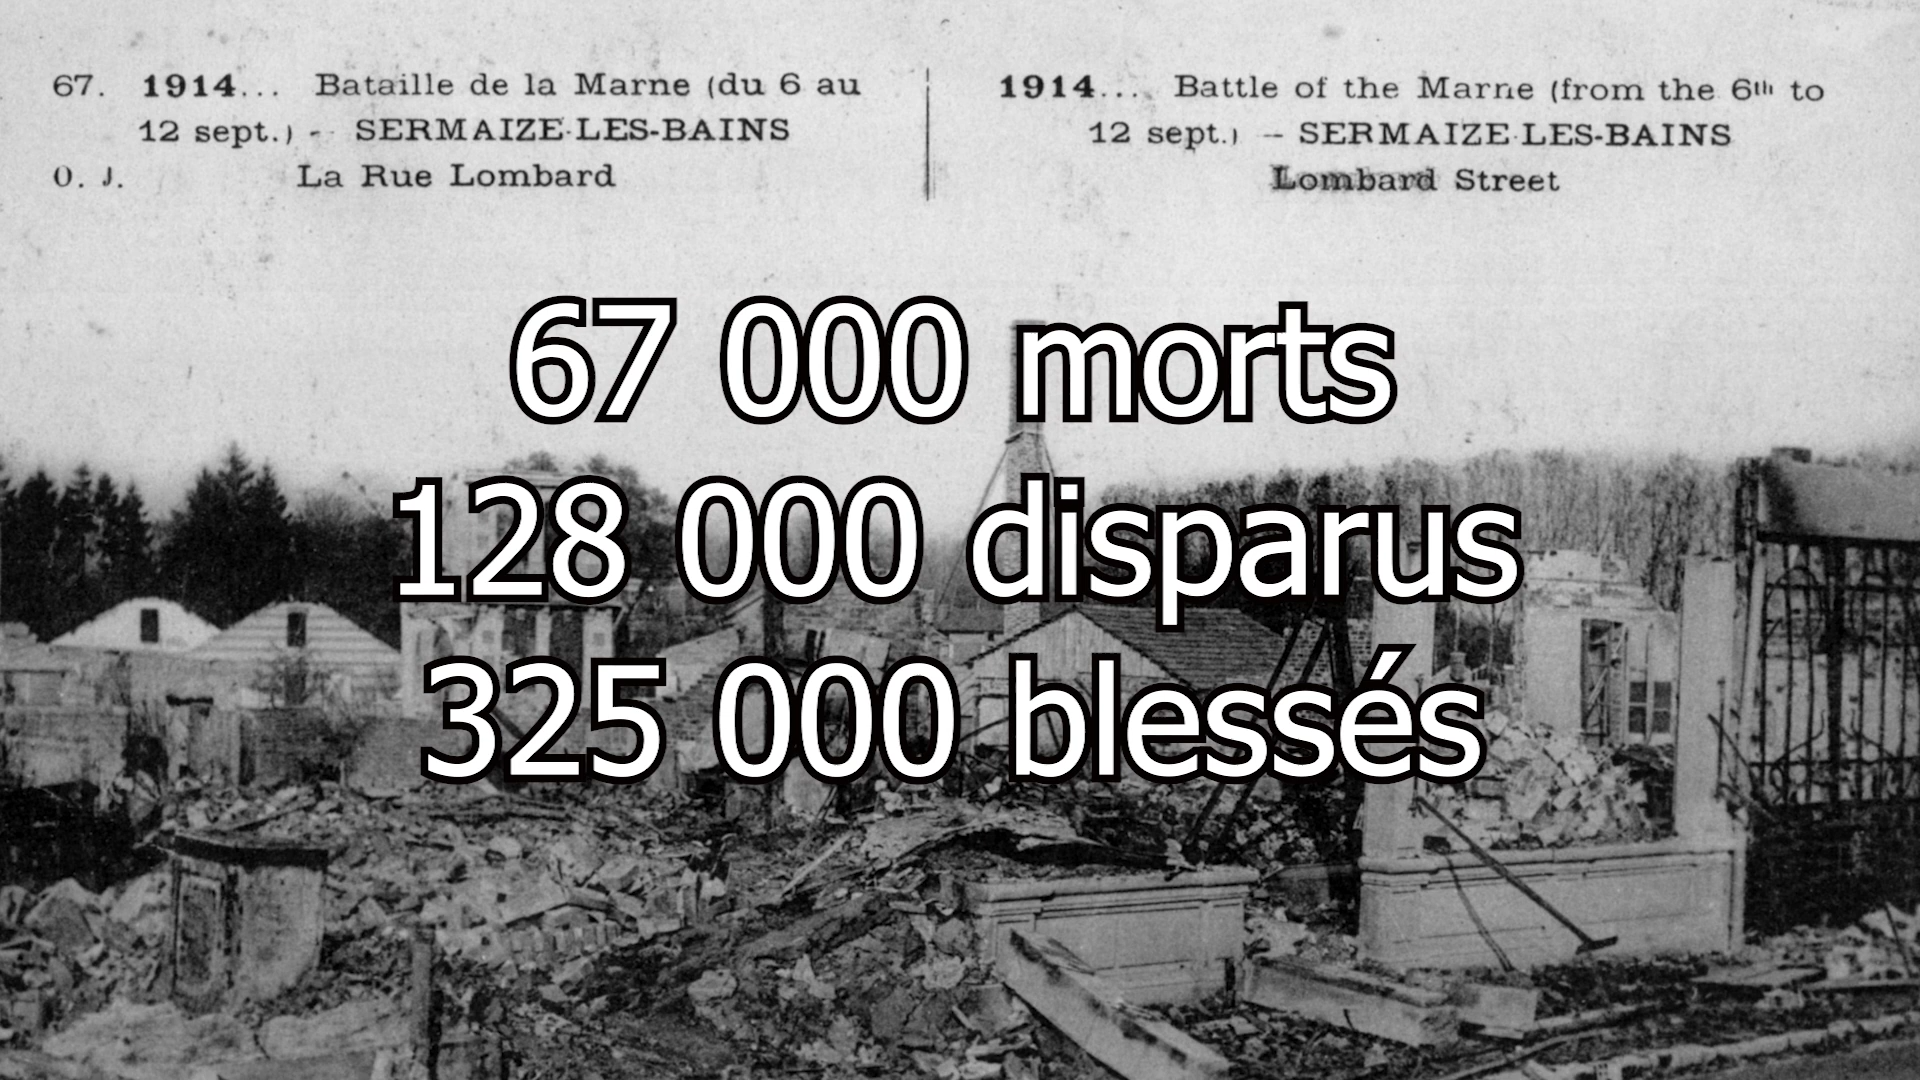 67. 1914... Bataille de la Marne (du 6 au
12 sept.) - SERMAIZE-LES-BAINS
O. J. La Rue Lombard
1914... Battle of the Marne (from the 6th to
12 sept.) - SERMAIZE-LES-BAINS
Lombard Street
67 000 morts
128 000 disparus
325 000 blessés